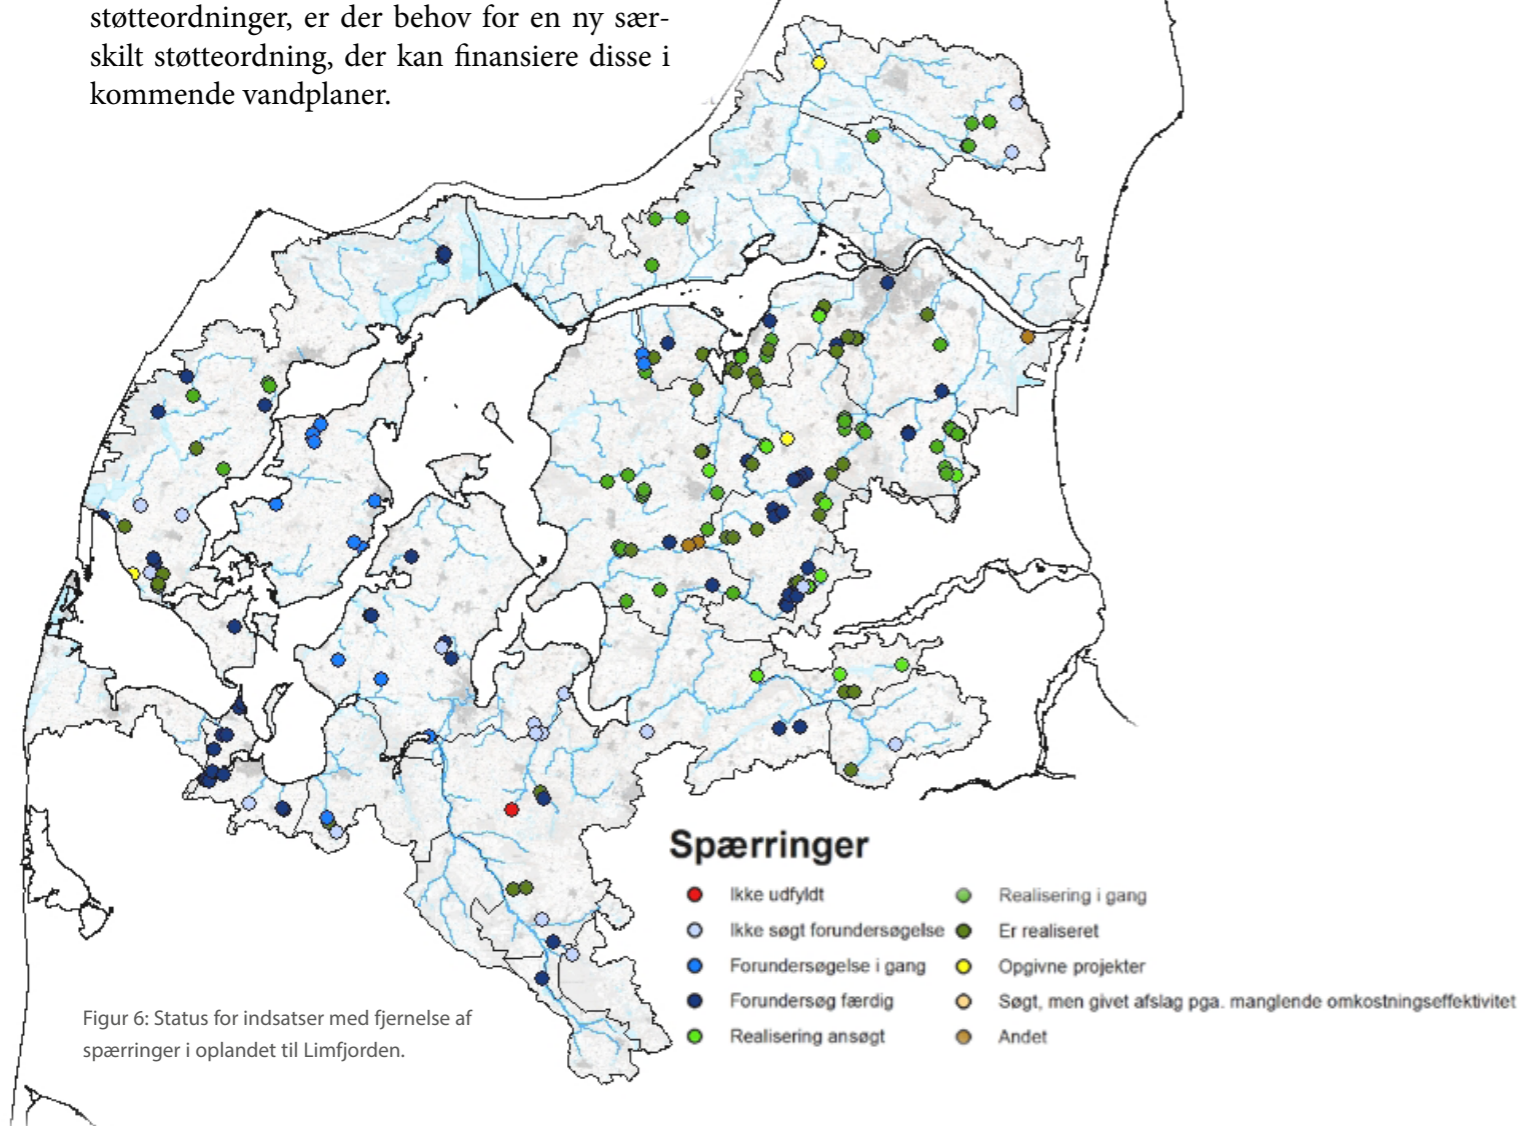 støtteordninger, er der behov for en ny sær-
skilt støtteordning, der kan finansiere disse i
kommende vandplaner.
Spærringer
Ikke udfyldt
Ikke søgt forundersøgelse
Forundersøgelse i gang
Forundersøg færdig
Realisering ansøgt
Realisering i gang
Er realiseret
Opgivne projekter
Søgt, men givet afslag pga. manglende omkostningseffektivitet
Andet
Figur 6: Status for indsatser med fjernelse af
spærringer i oplandet til Limfjorden.